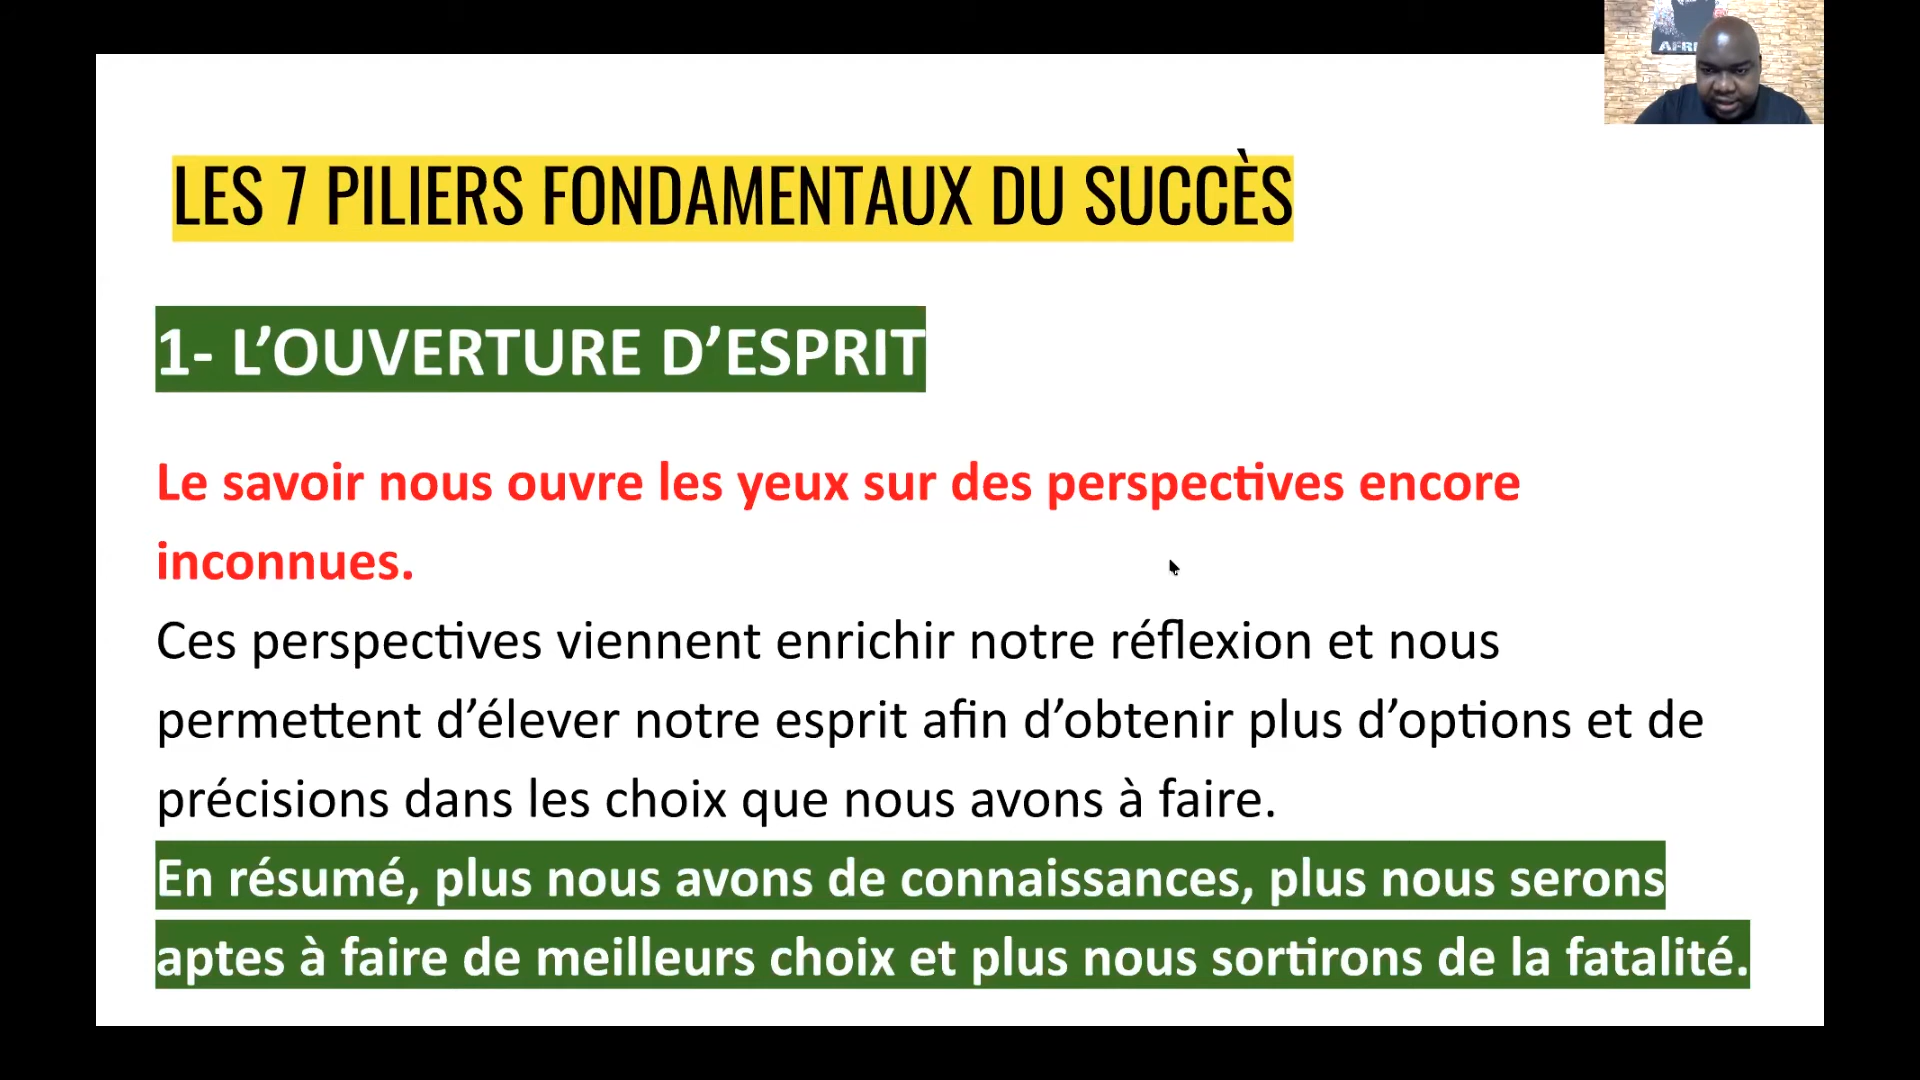 LES 7 PILIERS FONDAMENTAUX DU SUCCÈS
1- L’OUVERTURE D’ESPRIT
Le savoir nous ouvre les yeux sur des perspectives encore
inconnues.
Ces perspectives viennent enrichir notre réflexion et nous
permettent d’élever notre esprit afin d’obtenir plus d’options et de
précisions dans les choix que nous avons à faire.
En résumé, plus nous avons de connaissances, plus nous serons
aptes à faire de meilleurs choix et plus nous sortirons de la fatalité.